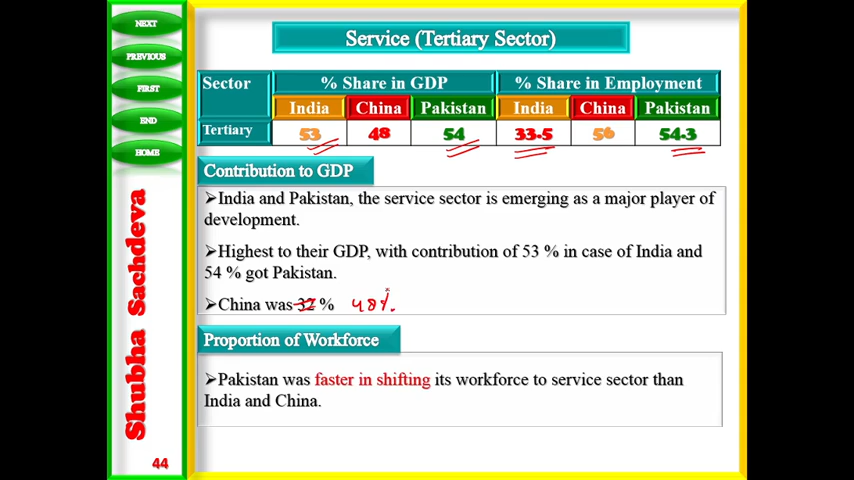 NEXT
PREVIOUS
FIRST
END
HOME
Shubha Sachdeva
44
Service (Tertiary Sector)
Sector % Share in GDP % Share in Employment
India China Pakistan India China Pakistan
Tertiary 53 48 54 33.5 56 54.3
Contribution to GDP
➢India and Pakistan, the service sector is emerging as a major player of
development.
➢Highest to their GDP, with contribution of 53 % in case of India and
54 % got Pakistan.
➢China was 32 % 48%.
Proportion of Workforce
➢Pakistan was faster in shifting its workforce to service sector than
India and China.